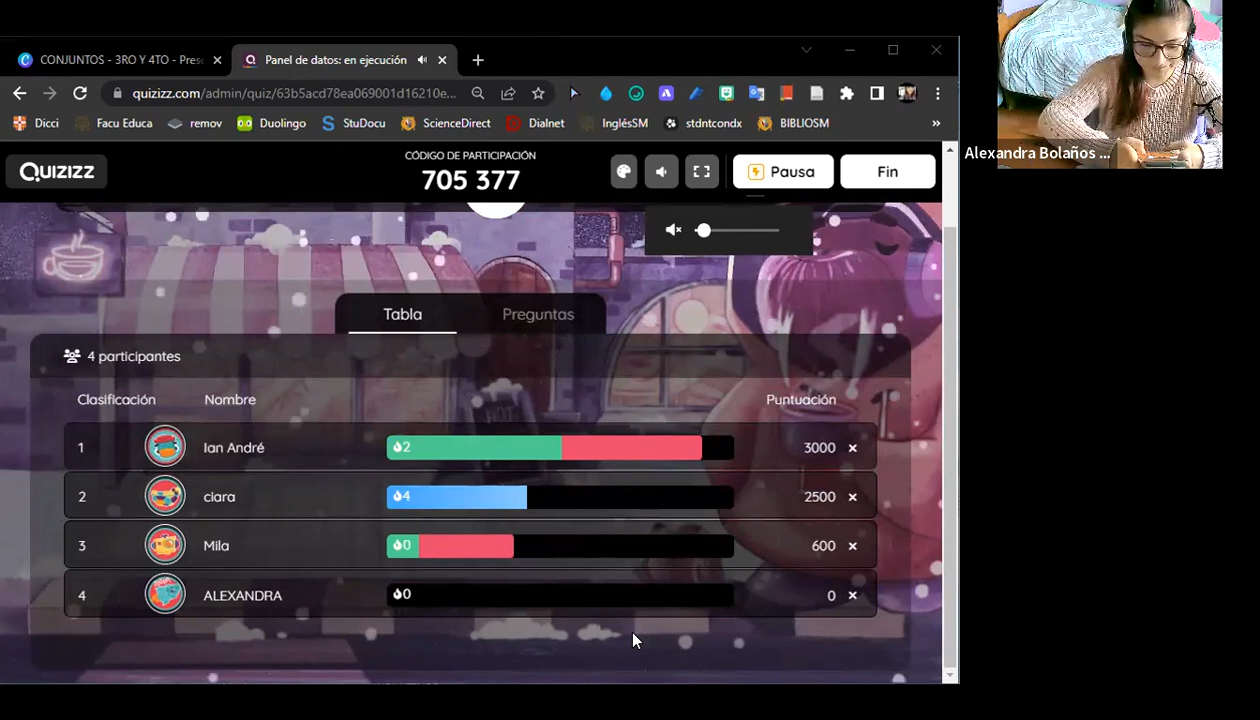 CONJUNTOS - 3RO Y 4TO - Prese
Panel de datos: en ejecución
quizizz.com/admin/quiz/63b5acd78ea069001d16210e...
Dicci
Facu Educa
remov
Duolingo
StuDocu
ScienceDirect
Dialnet
InglésSM
stdntcondx
BIBLIOSM
»
QUIZIZZ
CÓDIGO DE PARTICIPACIÓN
705 377
Pausa
Fin
Alexandra Bolaños ...
Tabla
Preguntas
4 participantes
Clasificación
Nombre
Puntuación
1 Ian André 2 3000
2 ciara 4 2500
3 Mila 0 600
4 ALEXANDRA 0 0